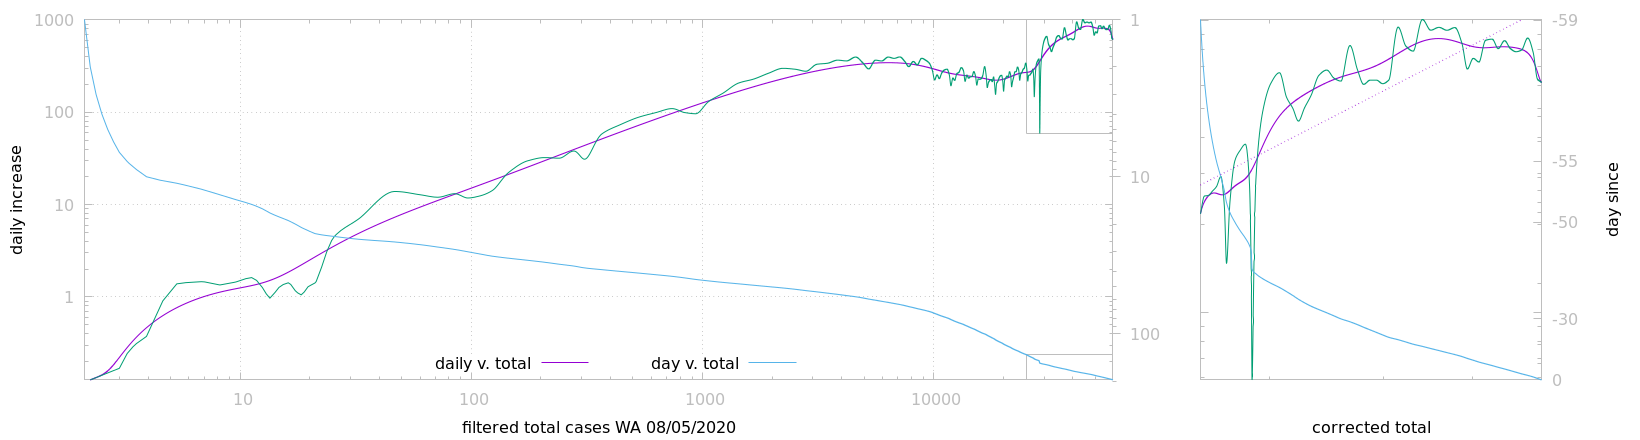 1000
100
10
1
daily increase
10
100
1000
10000
filtered total cases WA 08/05/2020
daily v. total
day v. total
1
10
100
-59
-55
-50
-30
0
day since
corrected total